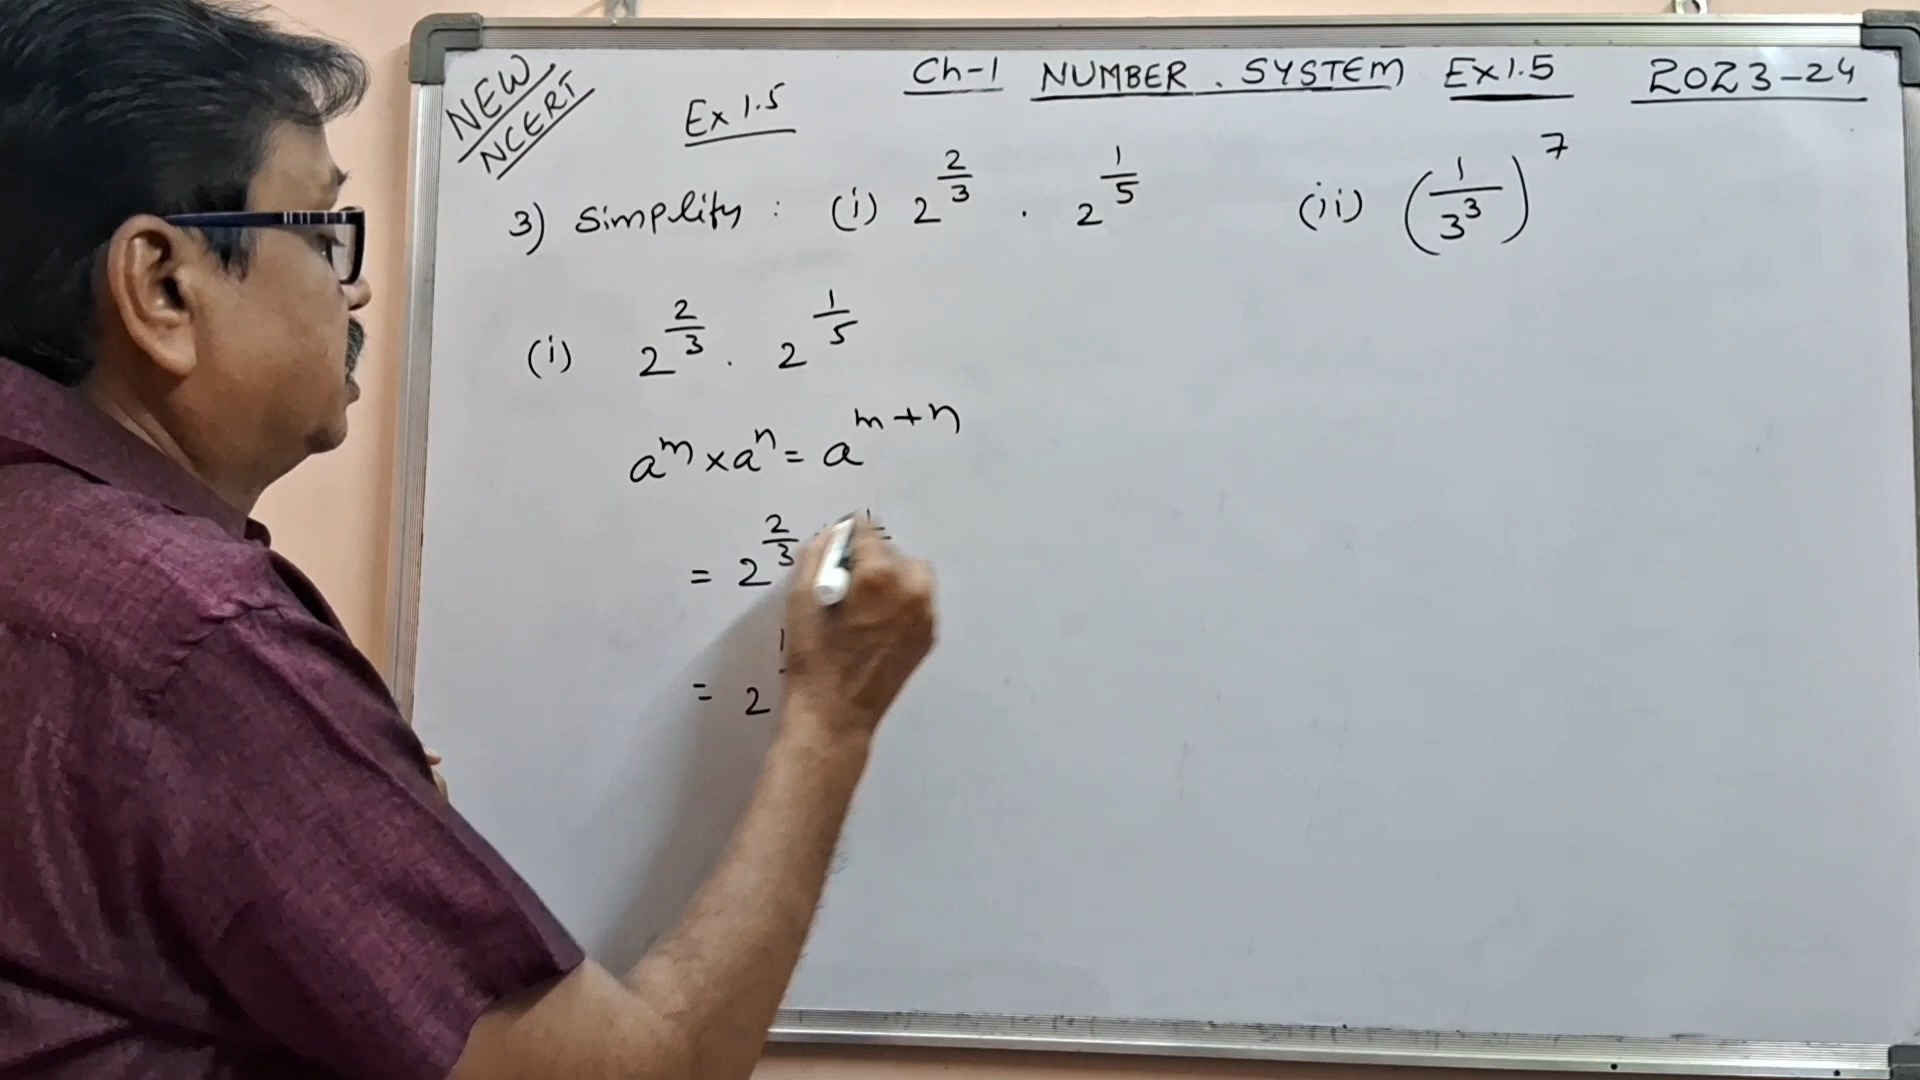 NEW NCERT
Ch-1 NUMBER . SYSTEM Ex 1.5 2023-24
Ex 1.5
3) Simplify : (i) 2^(2/3) . 2^(1/5) (ii) (1/3^3)^7
(i) 2^(2/3) . 2^(1/5)
a^m × a^n = a^(m+n)
= 2^(2/3
= 2